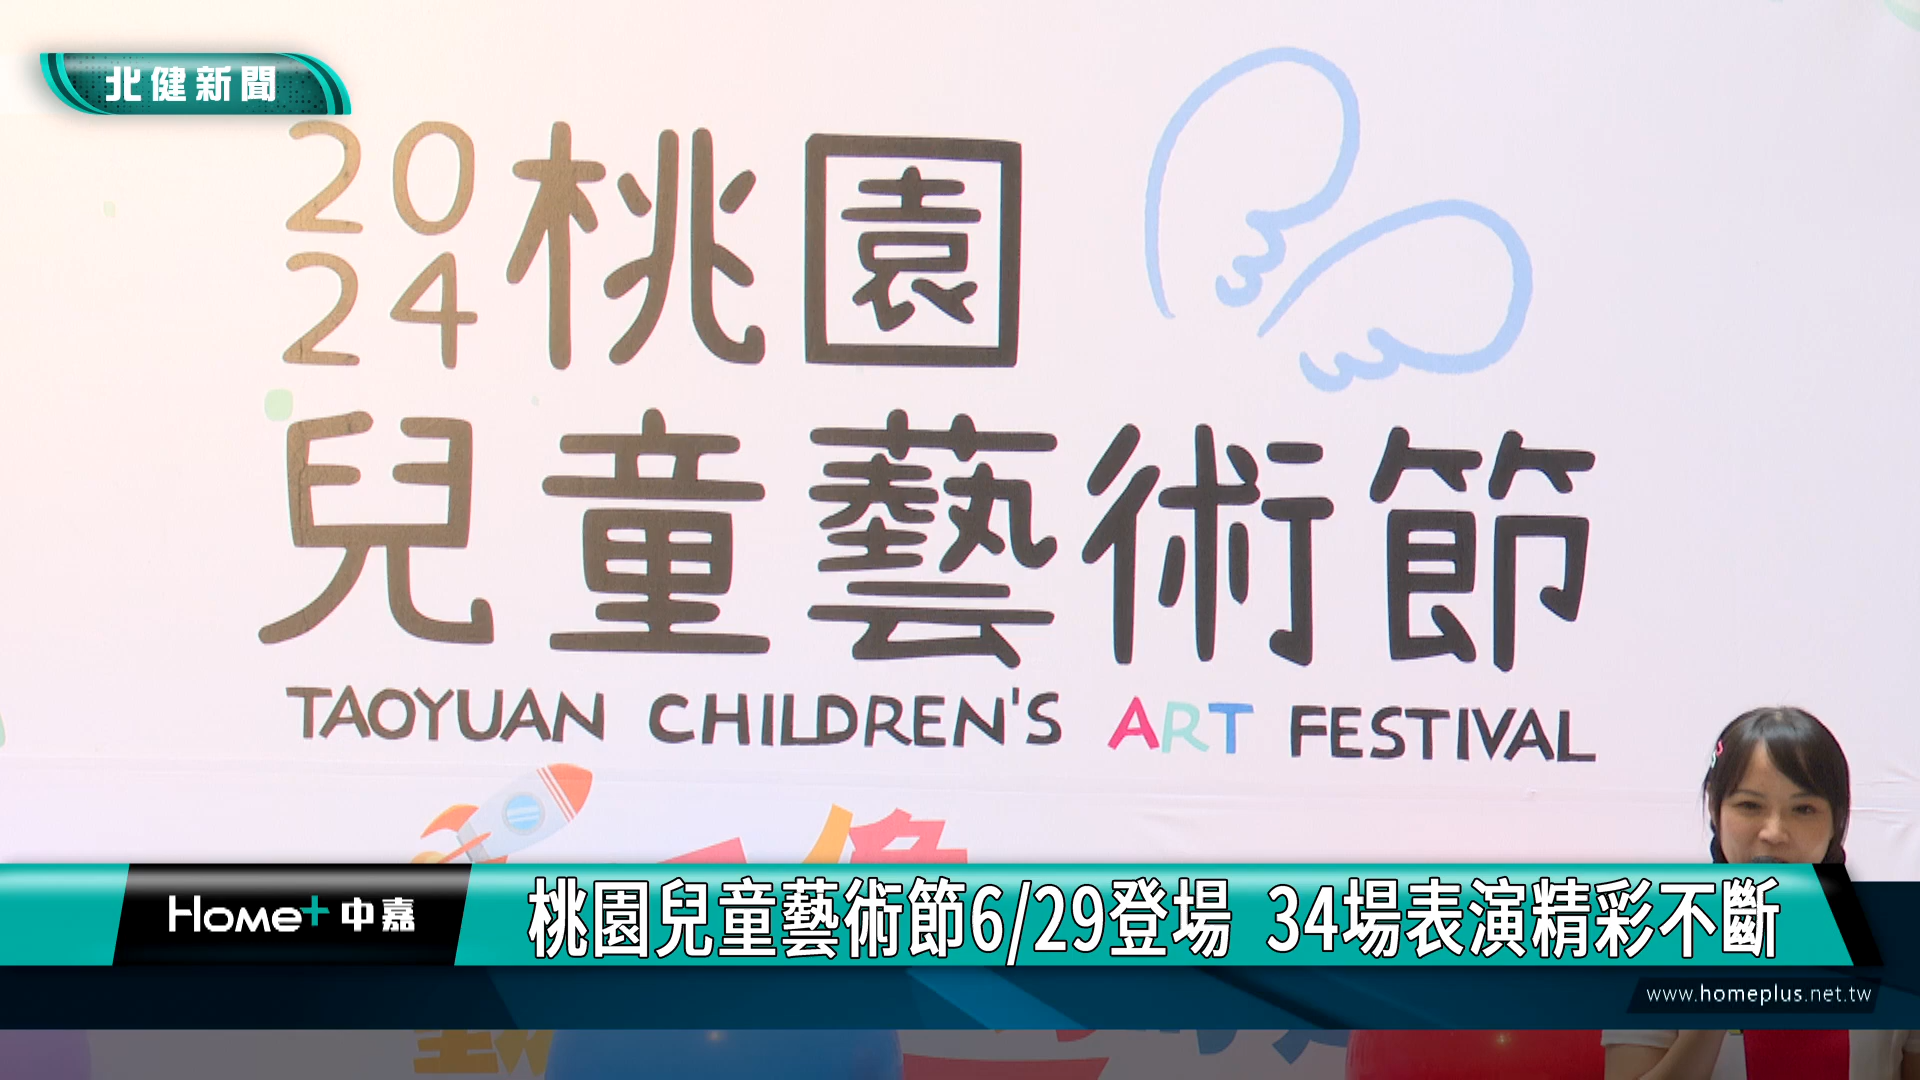 北健新聞
2024 桃園
兒童藝術節
TAOYUAN CHILDREN'S ART FESTIVAL
Home+ 中嘉
桃園兒童藝術節6/29登場 34場表演精彩不斷
www.homeplus.net.tw